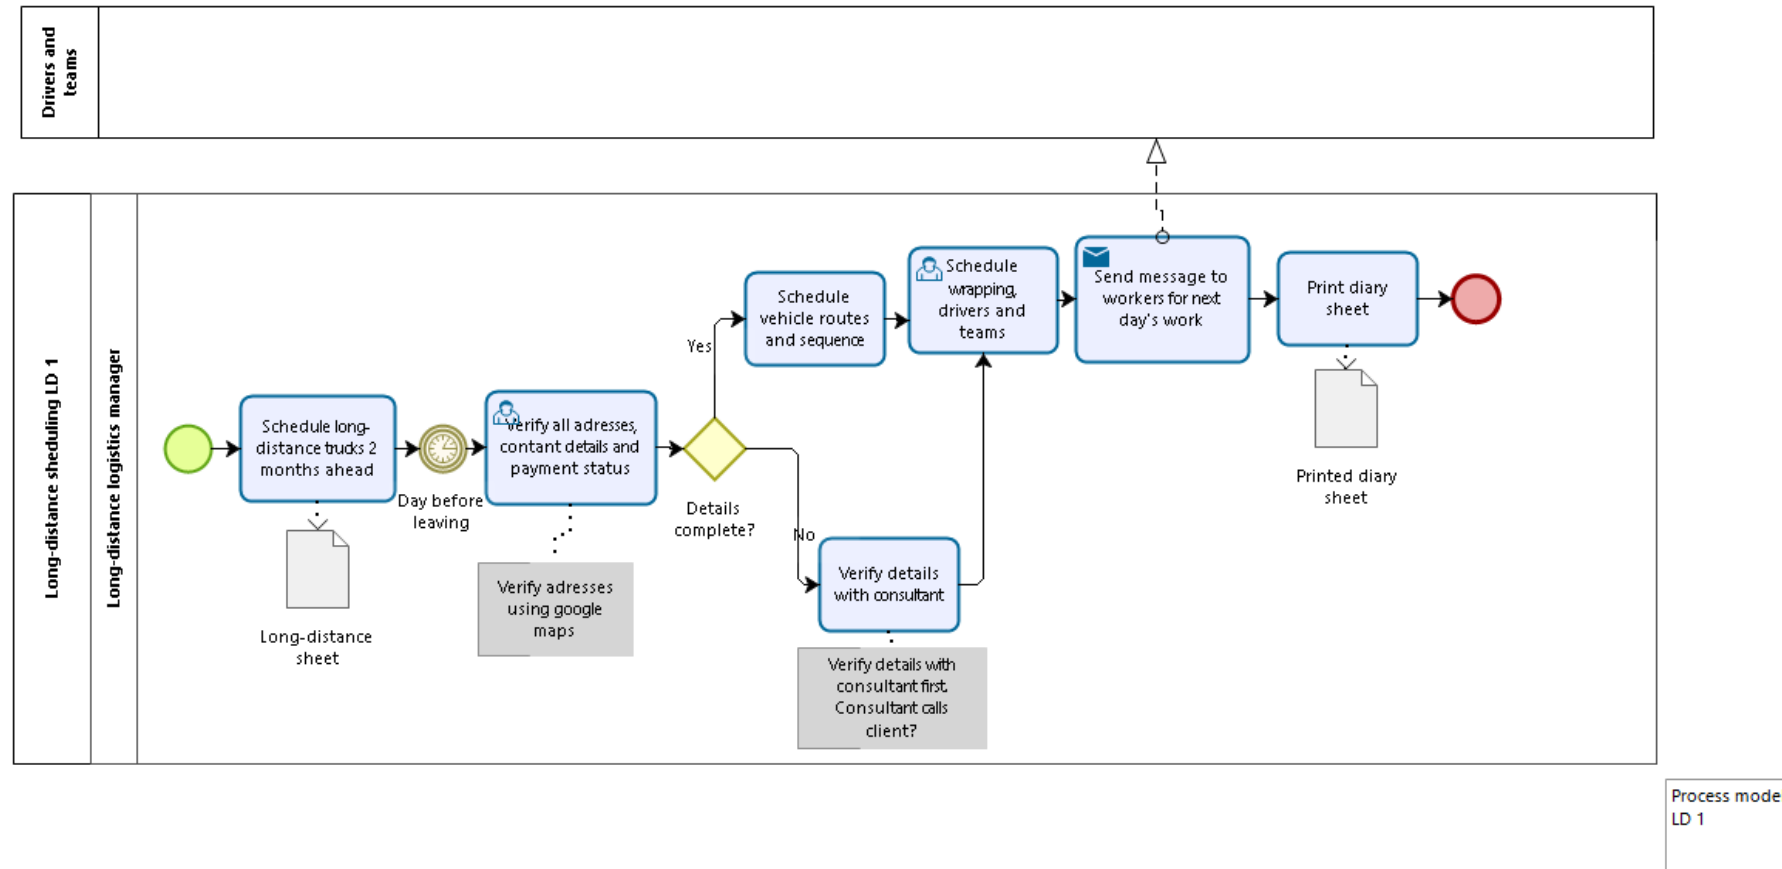 Drivers and
teams
Long-distance sheduling LD 1
Long-distance logistics manager
Schedule long-
distance trucks 2
months ahead
Long-distance
sheet
Day before
leaving
Verify all adresses,
contant details and
payment status
Verify adresses
using google
maps
Details
complete?
Yes
No
Schedule
vehicle routes
and sequence
Verify details
with consultant
Verify details with
consultant first.
Consultant calls
client?
Schedule
wrapping,
drivers and
teams
Send message to
workers for next
day's work
Print diary
sheet
Printed diary
sheet
Process mode
LD 1